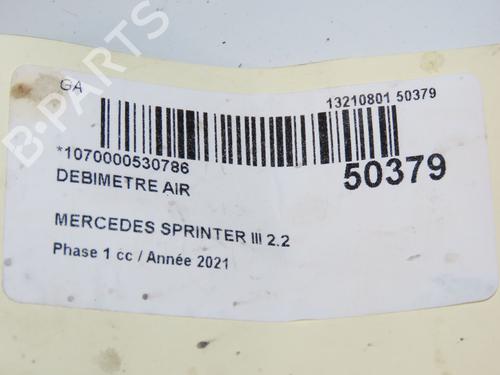 GA
13210801 50379
*1070000530786
50379
DEBIMETRE AIR
MERCEDES SPRINTER III 2.2
Phase 1 cc / Année 2021
B-PARTS